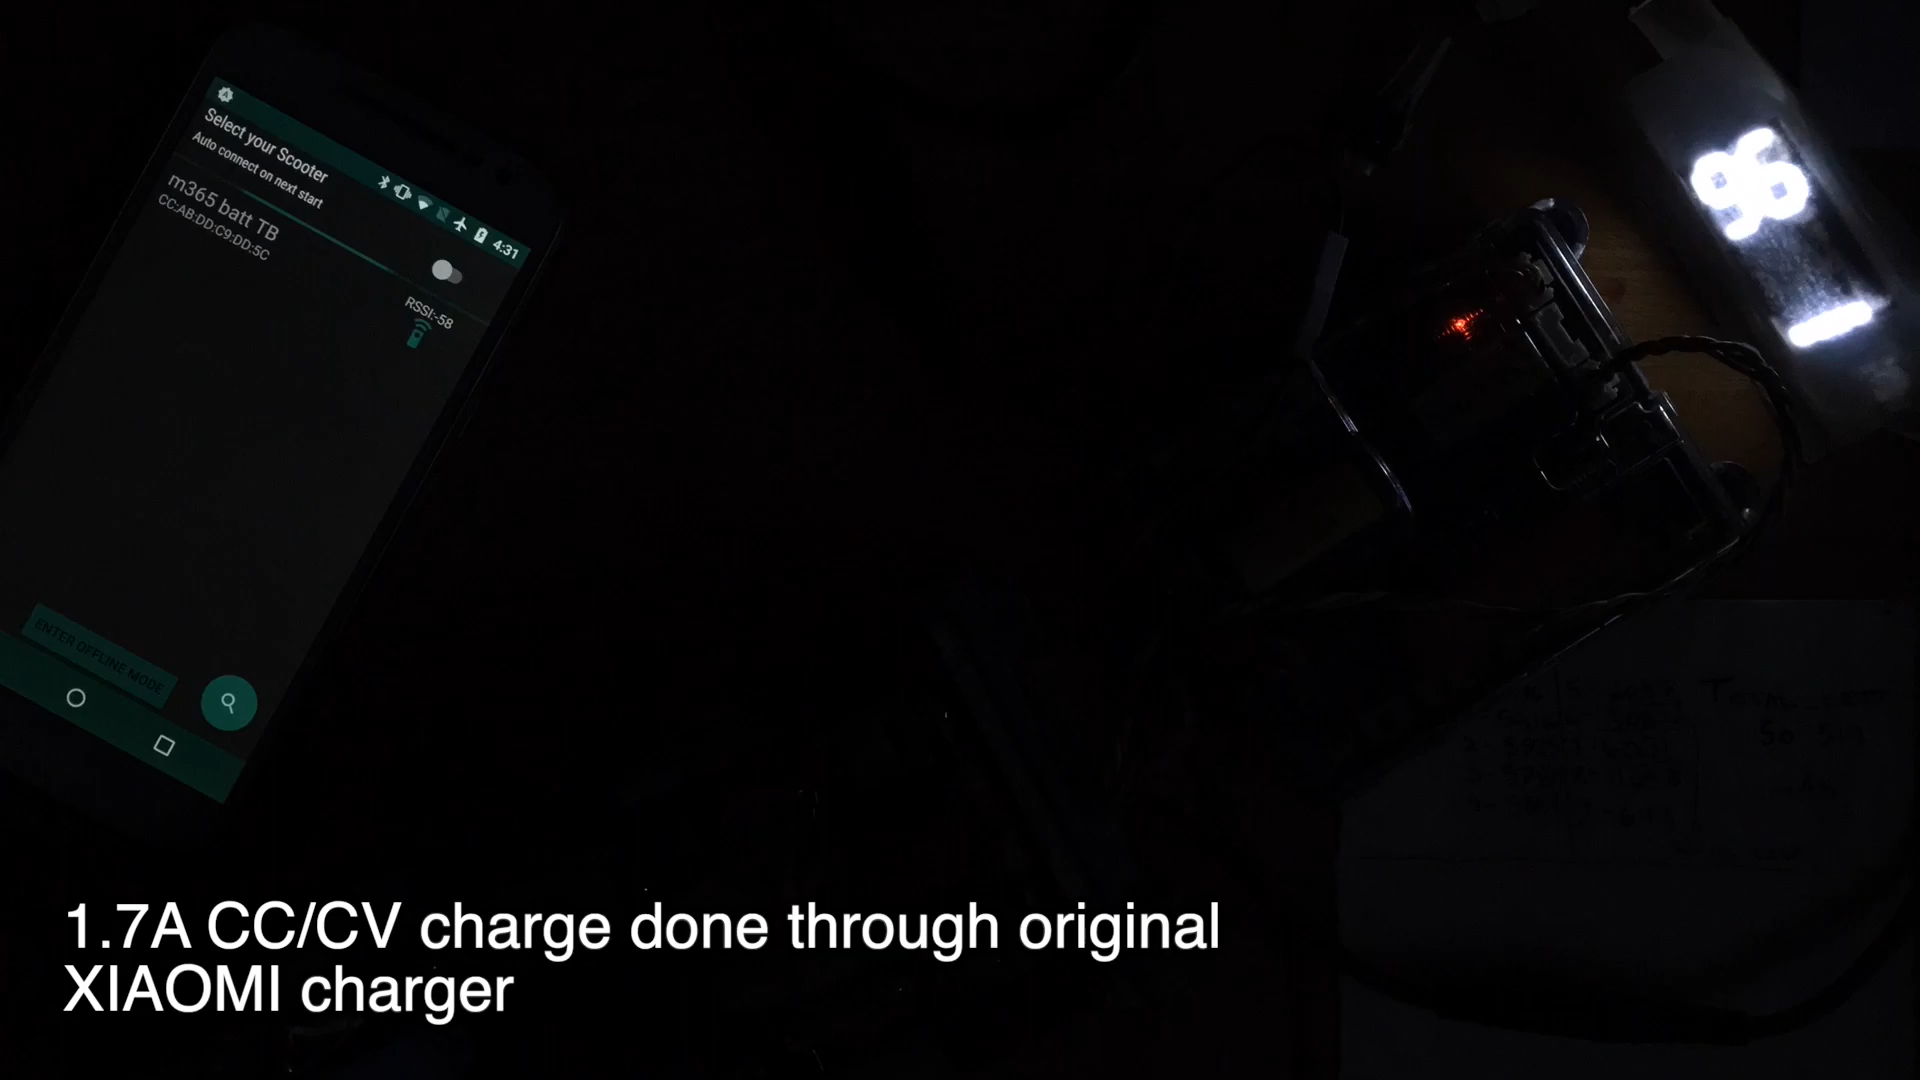 4:31
Select your Scooter
Auto connect on next start
m365 batt TB
CC:AB:DD:C9:DD:5C
RSSI:-58
ENTER OFFLINE MODE
96
1.7A CC/CV charge done through original
XIAOMI charger